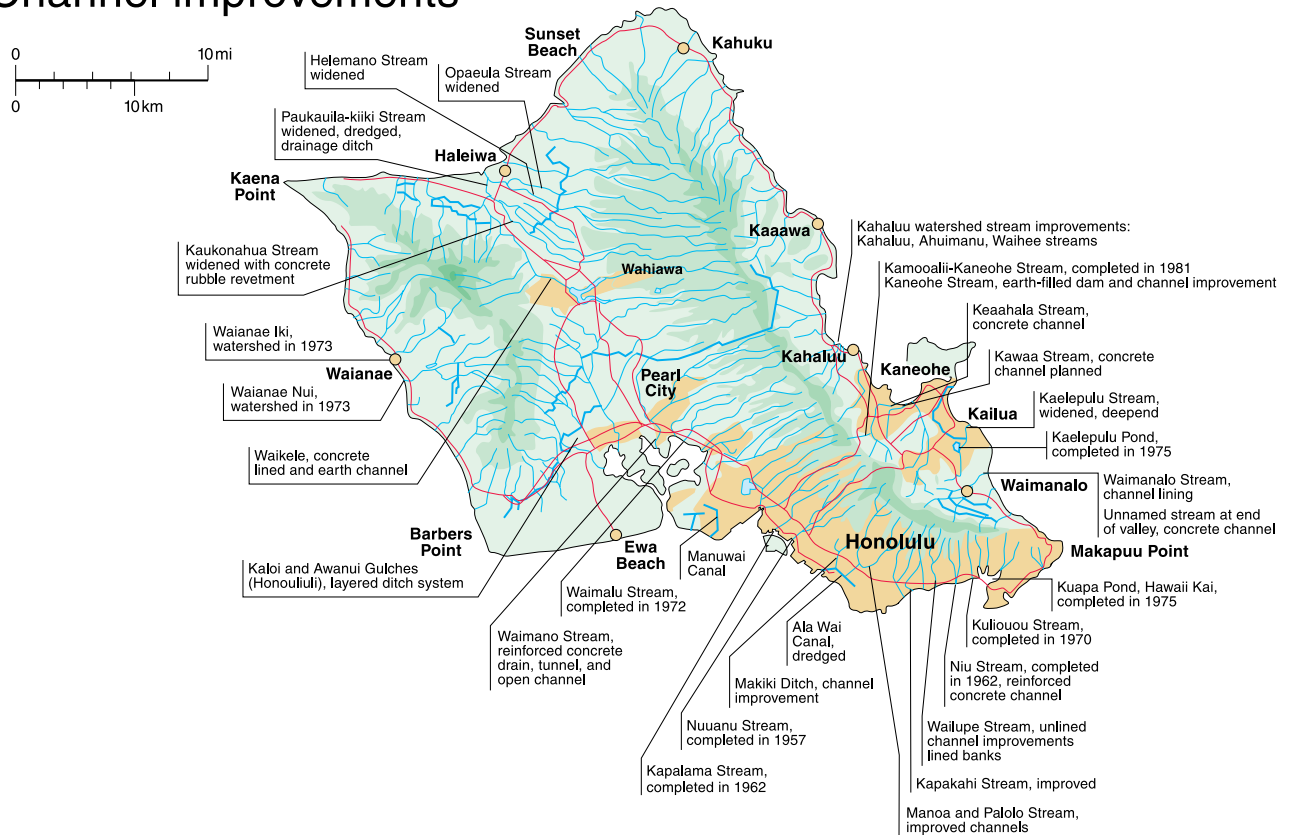 Channel improvements
0
10 mi
0
10 km
Sunset
Beach
Kahuku
Helemano Stream
widened
Opaeula Stream
widened
Paukauila-kiiki Stream
widened, dredged,
drainage ditch
Haleiwa
Kaena
Point
Kaaawa
Kahaluu watershed stream improvements:
Kahaluu, Ahuimanu, Waihee streams
Kaukonahua Stream
widened with concrete
rubble revetment
Wahiawa
Kamooalii-Kaneohe Stream, completed in 1981
Kaneohe Stream, earth-filled dam and channel improvement
Keaahala Stream,
concrete channel
Waianae Iki,
watershed in 1973
Kahaluu
Kaneohe
Kawaa Stream, concrete
channel planned
Waianae
Pearl
City
Waianae Nui,
watershed in 1973
Kailua
Kaelepulu Stream,
widened, deepend
Kaelepulu Pond,
completed in 1975
Waikele, concrete
lined and earth channel
Waimanalo
Waimanalo Stream,
channel lining
Unnamed stream at end
of valley, concrete channel
Barbers
Point
Ewa
Beach
Manuwai
Canal
Honolulu
Makapuu Point
Kaloi and Awanui Gulches
(Honouliuli), layered ditch system
Waimalu Stream,
completed in 1972
Kuapa Pond, Hawaii Kai,
completed in 1975
Waimano Stream,
reinforced concrete
drain, tunnel, and
open channel
Ala Wai
Canal,
dredged
Kuliouou Stream,
completed in 1970
Makiki Ditch, channel
improvement
Niu Stream, completed
in 1962, reinforced
concrete channel
Nuuanu Stream,
completed in 1957
Wailupe Stream, unlined
channel improvements
lined banks
Kapalama Stream,
completed in 1962
Kapakahi Stream, improved
Manoa and Palolo Stream,
improved channels